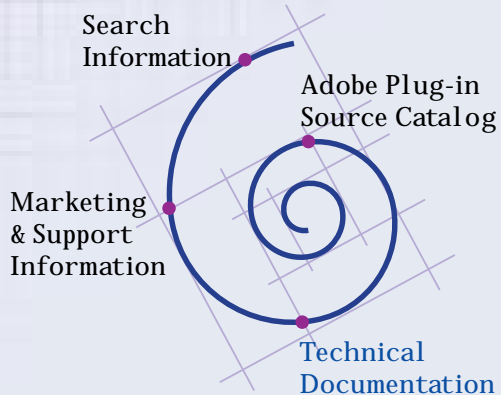 Search
Information
Adobe Plug-in
Source Catalog
Marketing
& Support
Information
Technical
Documentation